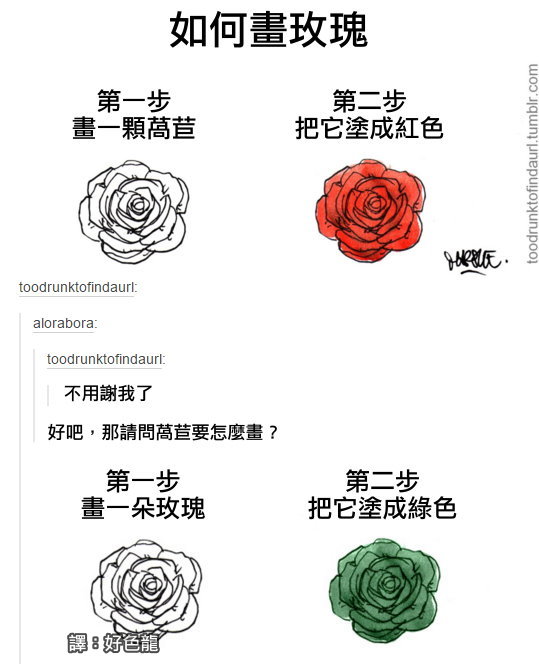 如何畫玫瑰
第一步
畫一顆萵苣
第二步
把它塗成紅色
toodrunktofindaurl.tumblr.com
toodrunktofindaurl:
alorabora:
toodrunktofindaurl:
不用謝我了
好吧，那請問萵苣要怎麼畫？
第一步
畫一朵玫瑰
第二步
把它塗成綠色
譯：好色龍